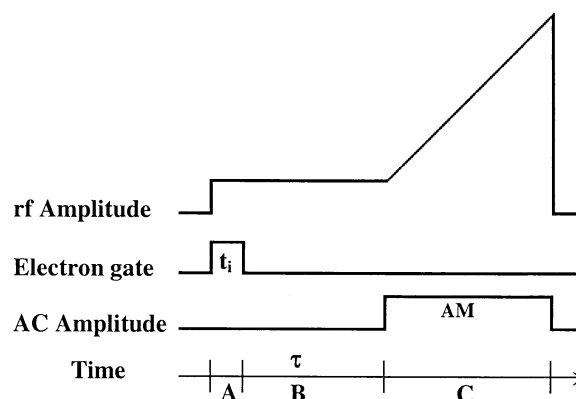 rf Amplitude
Electron gate
tᵢ
AC Amplitude
AM
Time
τ
A
B
C